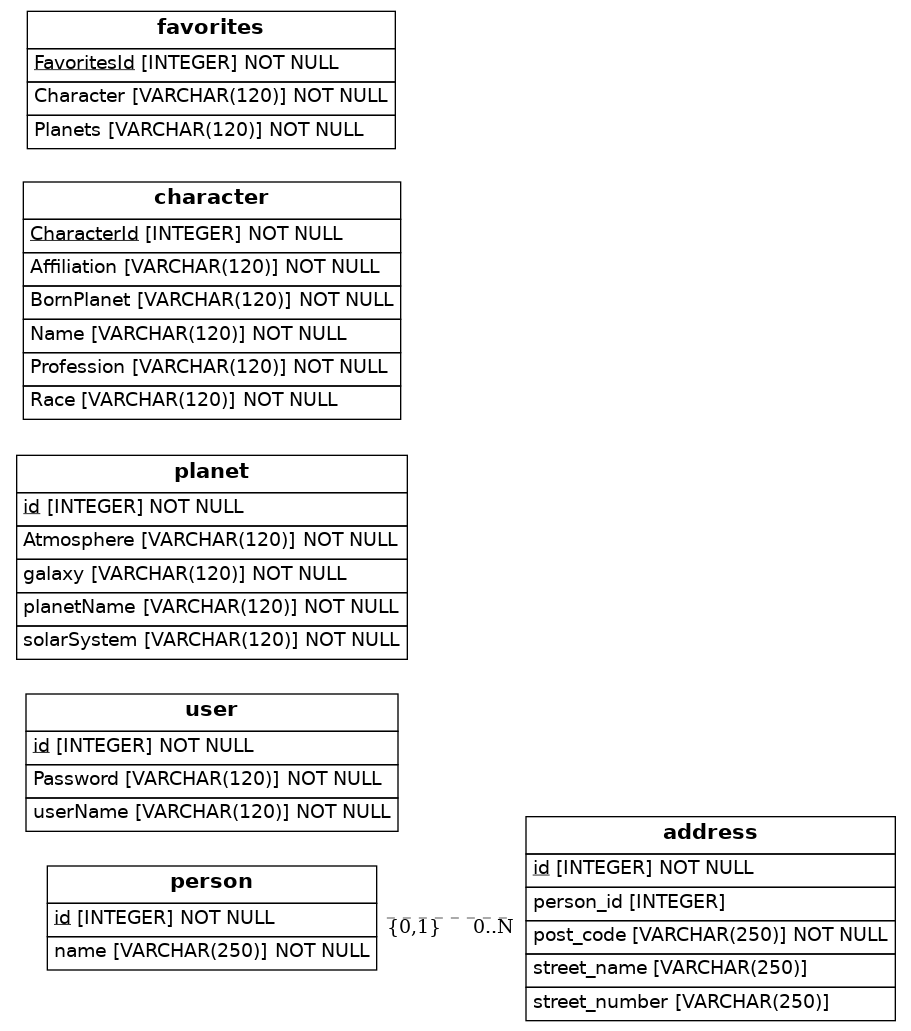 favorites
FavoritesId [INTEGER] NOT NULL
Character [VARCHAR(120)] NOT NULL
Planets [VARCHAR(120)] NOT NULL
character
CharacterId [INTEGER] NOT NULL
Affiliation [VARCHAR(120)] NOT NULL
BornPlanet [VARCHAR(120)] NOT NULL
Name [VARCHAR(120)] NOT NULL
Profession [VARCHAR(120)] NOT NULL
Race [VARCHAR(120)] NOT NULL
planet
id [INTEGER] NOT NULL
Atmosphere [VARCHAR(120)] NOT NULL
galaxy [VARCHAR(120)] NOT NULL
planetName [VARCHAR(120)] NOT NULL
solarSystem [VARCHAR(120)] NOT NULL
user
id [INTEGER] NOT NULL
Password [VARCHAR(120)] NOT NULL
userName [VARCHAR(120)] NOT NULL
person
id [INTEGER] NOT NULL
name [VARCHAR(250)] NOT NULL
{0,1} 0..N
address
id [INTEGER] NOT NULL
person_id [INTEGER]
post_code [VARCHAR(250)] NOT NULL
street_name [VARCHAR(250)]
street_number [VARCHAR(250)]